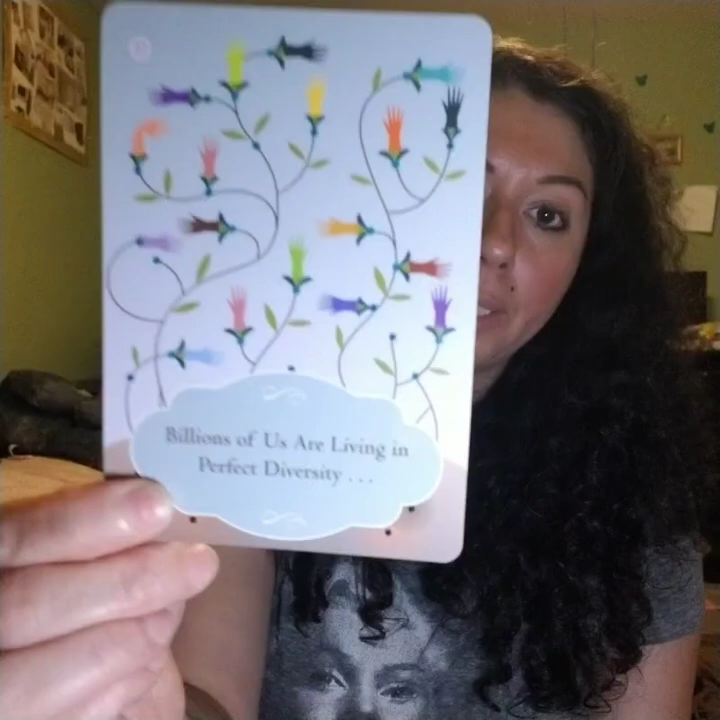 Billions of Us Are Living in
Perfect Diversity . . .